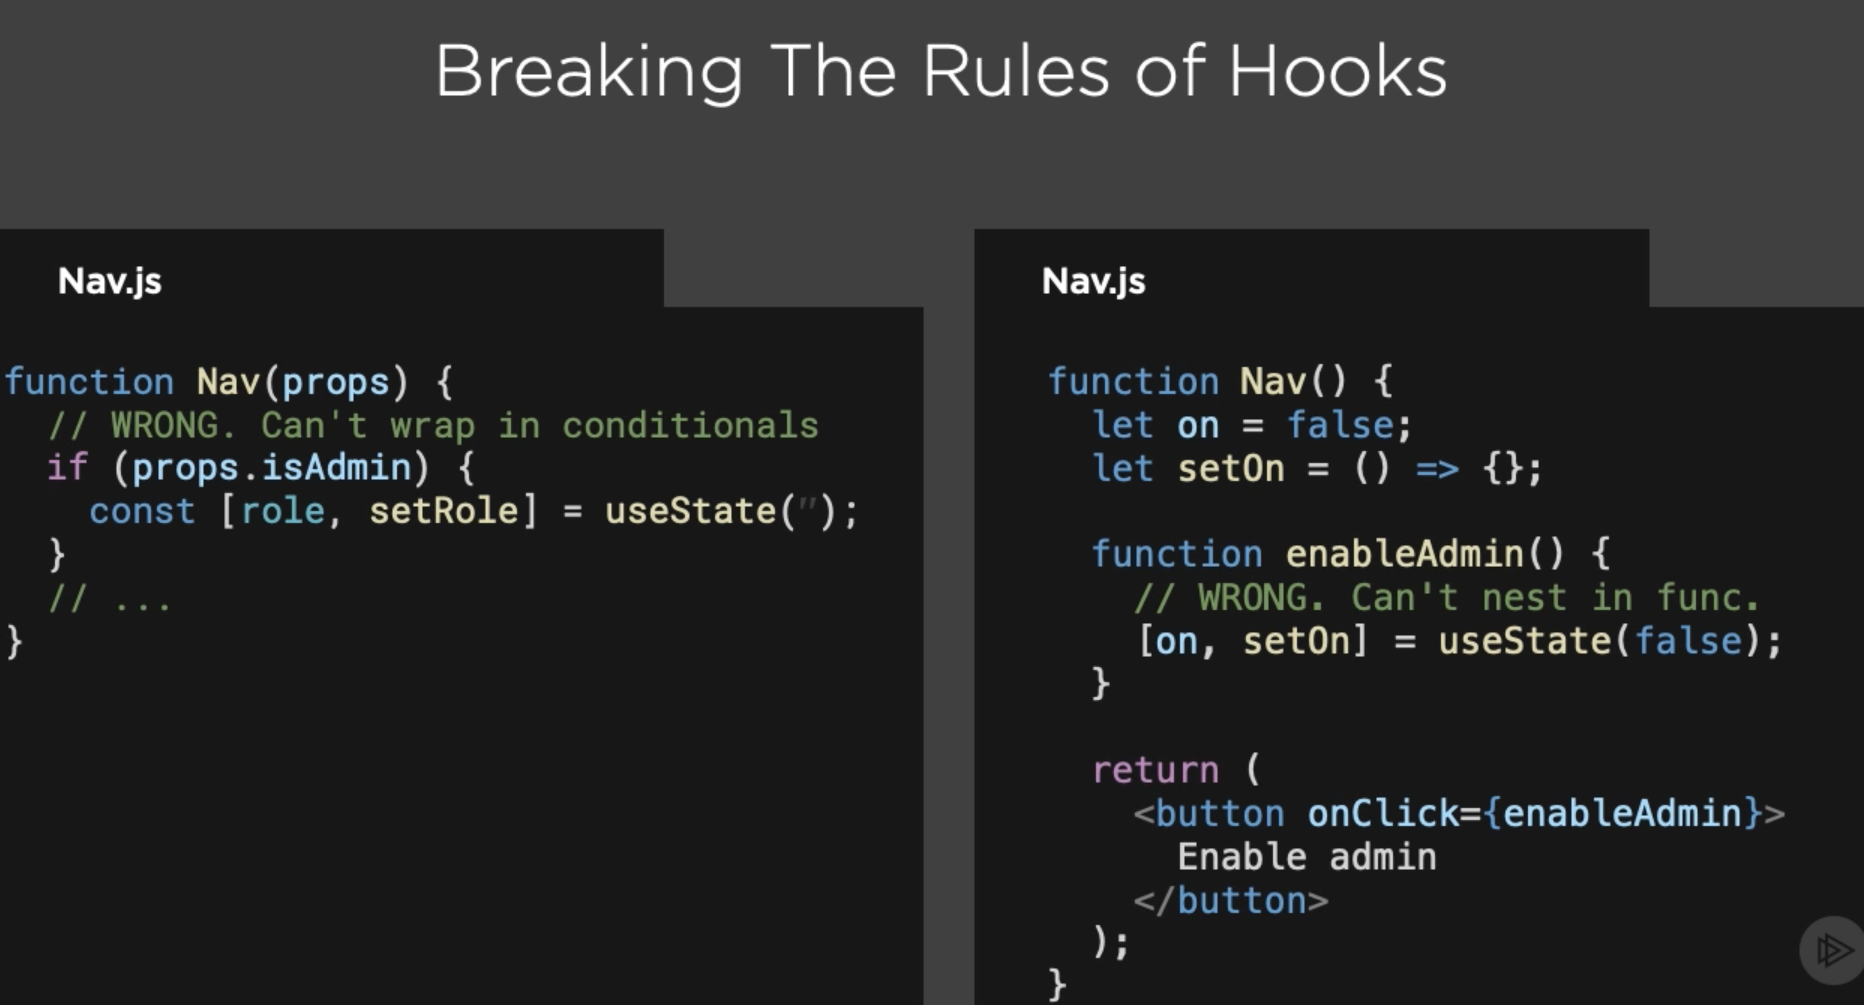 Breaking The Rules of Hooks
Nav.js
function Nav(props) {
  // WRONG. Can't wrap in conditionals
  if (props.isAdmin) {
    const [role, setRole] = useState('');
  }
  // ...
}
Nav.js
function Nav() {
  let on = false;
  let setOn = () => {};

  function enableAdmin() {
    // WRONG. Can't nest in func.
    [on, setOn] = useState(false);
  }

  return (
    <button onClick={enableAdmin}>
      Enable admin
    </button>
  );
}